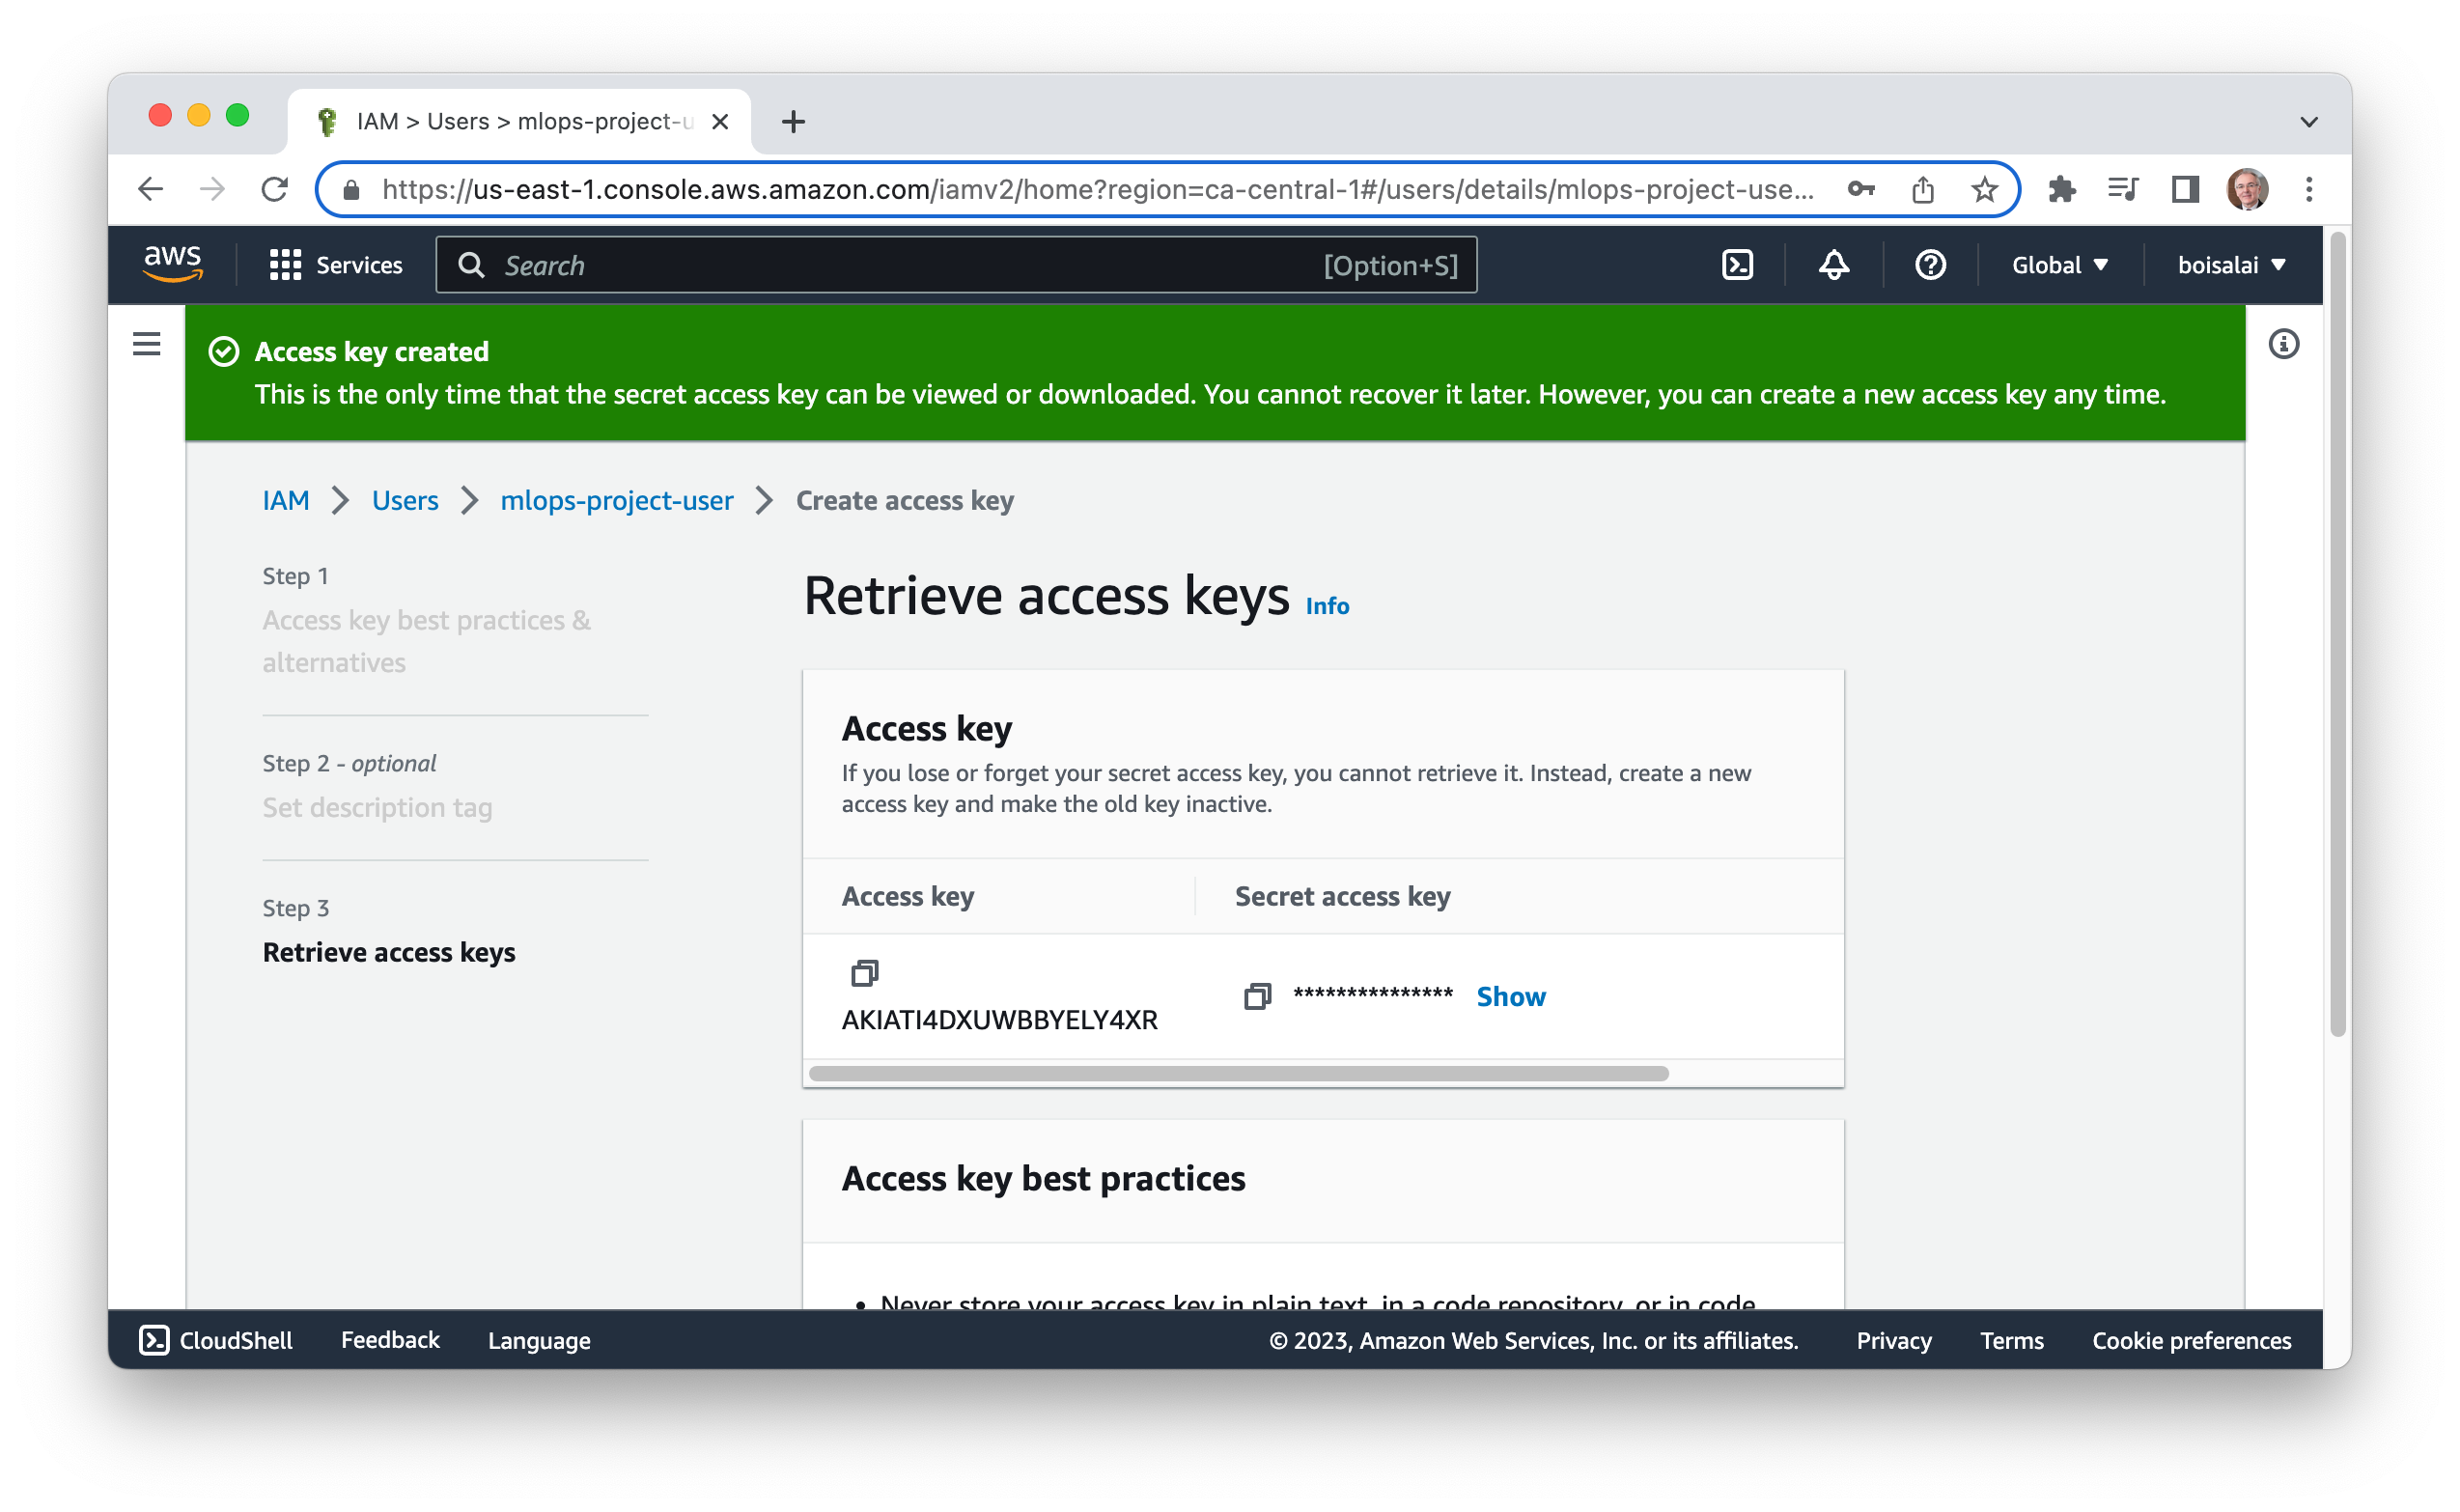 IAM > Users > mlops-project-u
https://us-east-1.console.aws.amazon.com/iamv2/home?region=ca-central-1#/users/details/mlops-project-use...
aws
Services
Search
[Option+S]
Global
boisalai
Access key created
This is the only time that the secret access key can be viewed or downloaded. You cannot recover it later. However, you can create a new access key any time.
IAM
Users
mlops-project-user
Create access key
Step 1
Access key best practices &
alternatives
Step 2 - optional
Set description tag
Step 3
Retrieve access keys
Retrieve access keys Info
Access key
If you lose or forget your secret access key, you cannot retrieve it. Instead, create a new
access key and make the old key inactive.
Access key
Secret access key
AKIATI4DXUWBBYELY4XR
*************** Show
Access key best practices
• Never store your access key in plain text, in a code repository, or in code
CloudShell
Feedback
Language
© 2023, Amazon Web Services, Inc. or its affiliates.
Privacy
Terms
Cookie preferences